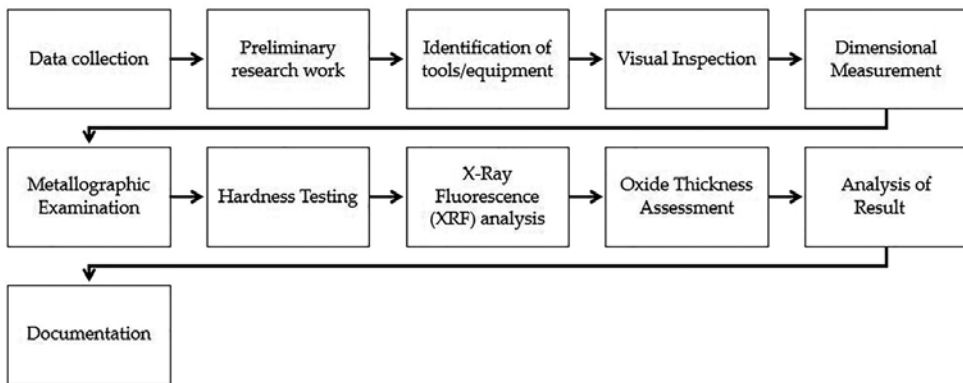 Data collection
Preliminary
research work
Identification of
tools/equipment
Visual Inspection
Dimensional
Measurement
Metallographic
Examination
Hardness Testing
X-Ray
Fluorescence
(XRF) analysis
Oxide Thickness
Assessment
Analysis of
Result
Documentation